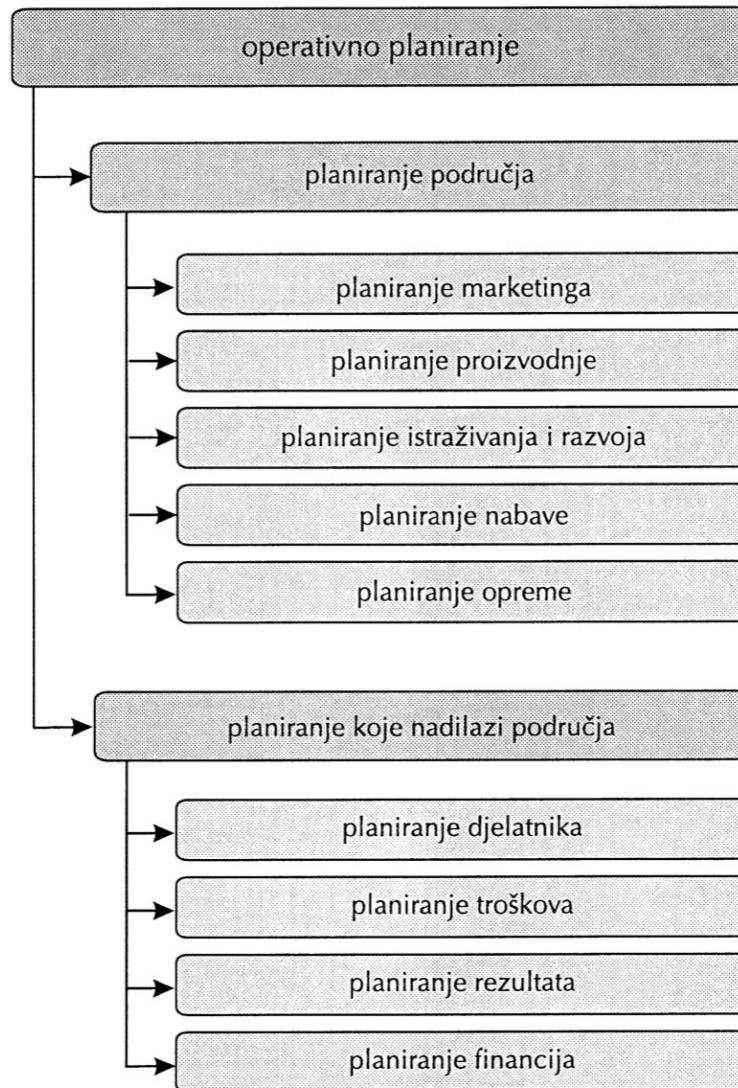 operativno planiranje
planiranje područja
planiranje marketinga
planiranje proizvodnje
planiranje istraživanja i razvoja
planiranje nabave
planiranje opreme
planiranje koje nadilazi područja
planiranje djelatnika
planiranje troškova
planiranje rezultata
planiranje financija